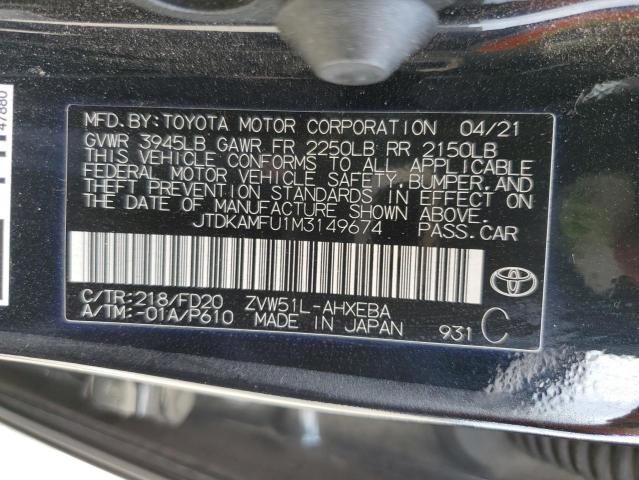 47880
MFD. BY: TOYOTA MOTOR CORPORATION 04/21
GVWR 3945LB GAWR FR 2250LB RR 2150LB
THIS VEHICLE CONFORMS TO ALL APPLICABLE
FEDERAL MOTOR VEHICLE SAFETY, BUMPER, AND
THEFT PREVENTION STANDARDS IN EFFECT ON
THE DATE OF MANUFACTURE SHOWN ABOVE.
JTDKAMFU1M3149674 PASS. CAR
C/TR: 218/FD20 ZVW51L-AHXEBA
A/TM: -01A/P610 MADE IN JAPAN 931 C